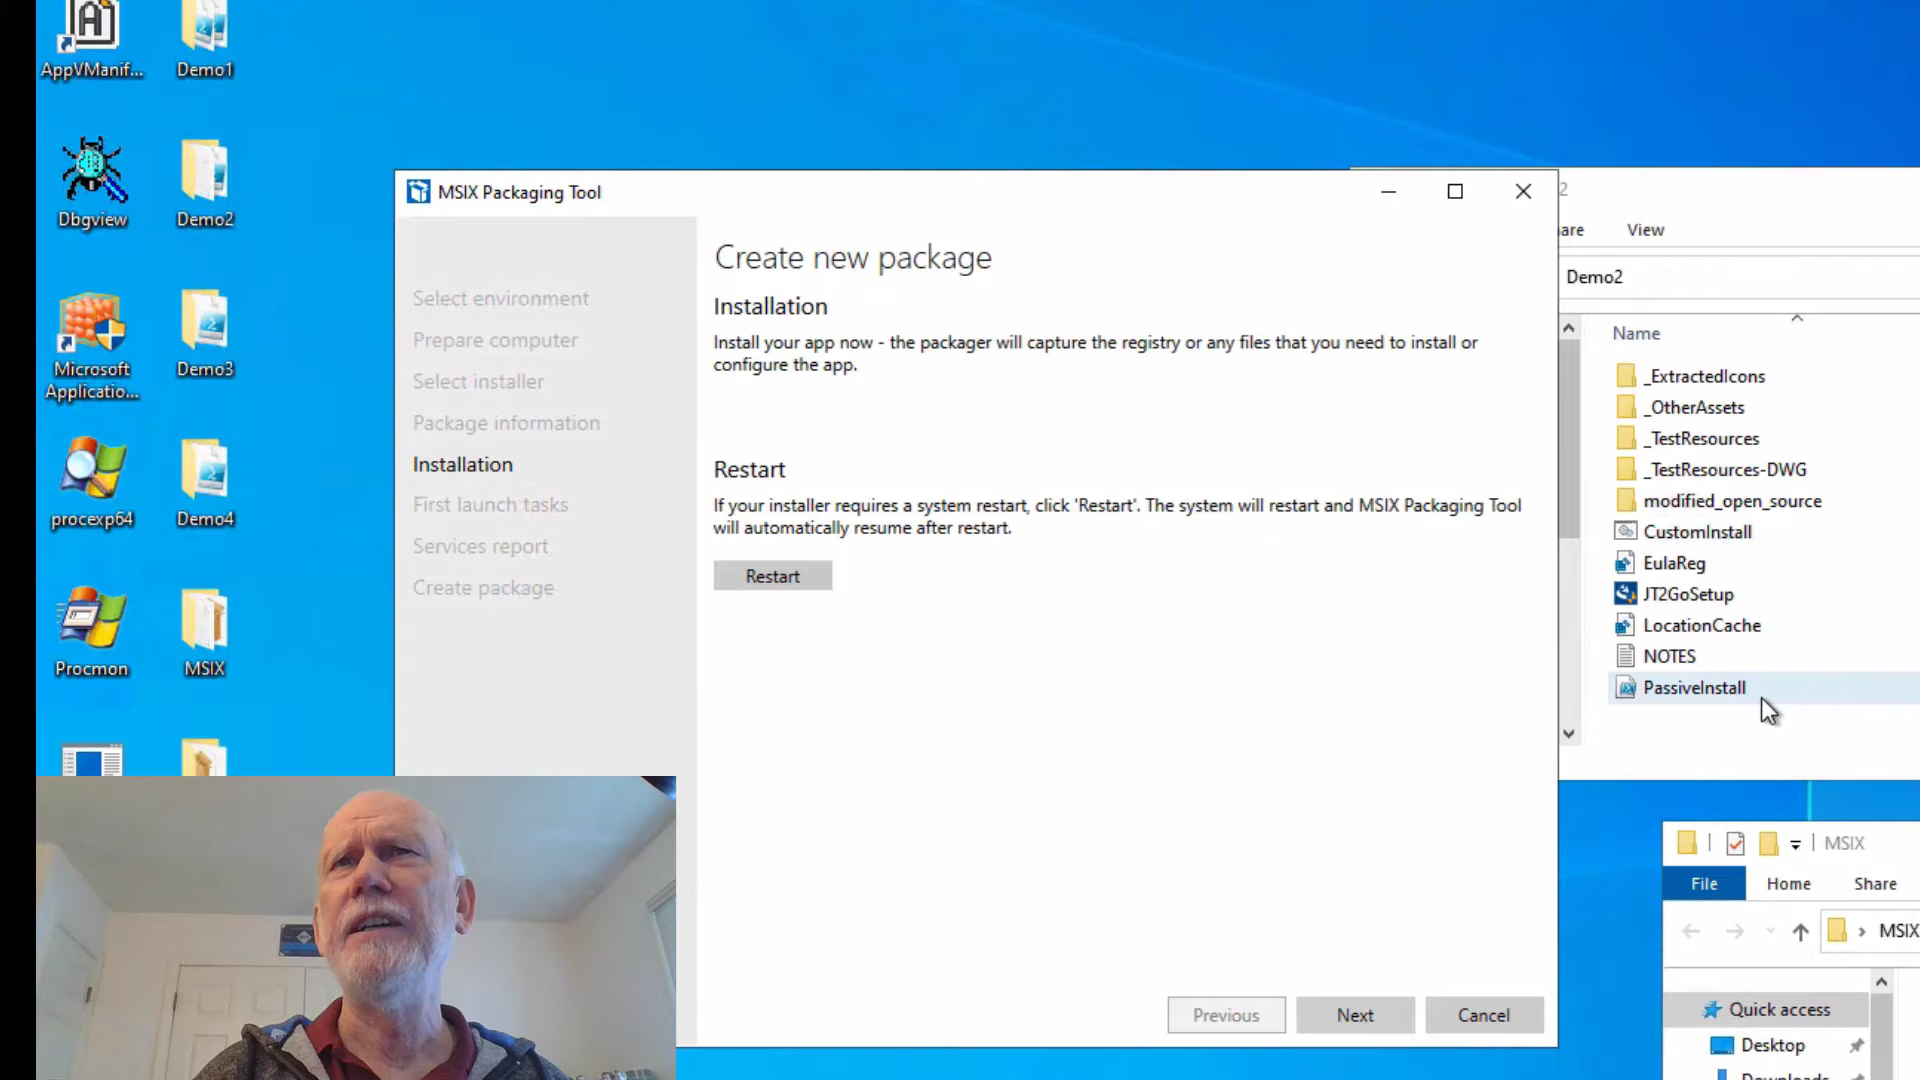 AppVManif...
Demo1
Dbgview
Demo2
Microsoft
Applicatio...
Demo3
procexp64
Demo4
Procmon
MSIX
MSIX Packaging Tool
Select environment
Prepare computer
Select installer
Package information
Installation
First launch tasks
Services report
Create package
Create new package
Installation
Install your app now - the packager will capture the registry or any files that you need to install or
configure the app.
Restart
If your installer requires a system restart, click 'Restart'. The system will restart and MSIX Packaging Tool
will automatically resume after restart.
Restart
Previous
Next
Cancel
2
are
View
Demo2
Name
_ExtractedIcons
_OtherAssets
_TestResources
_TestResources-DWG
modified_open_source
CustomInstall
EulaReg
JT2GoSetup
LocationCache
NOTES
PassiveInstall
MSIX
File
Home
Share
MSIX
Quick access
Desktop
Downloads